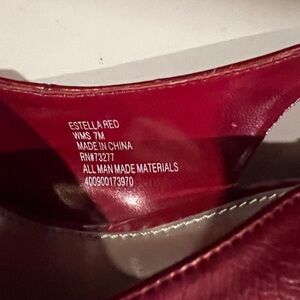 ESTELLA RED
WMS 7M
MADE IN CHINA
RN#73277
ALL MAN MADE MATERIALS
400900173970